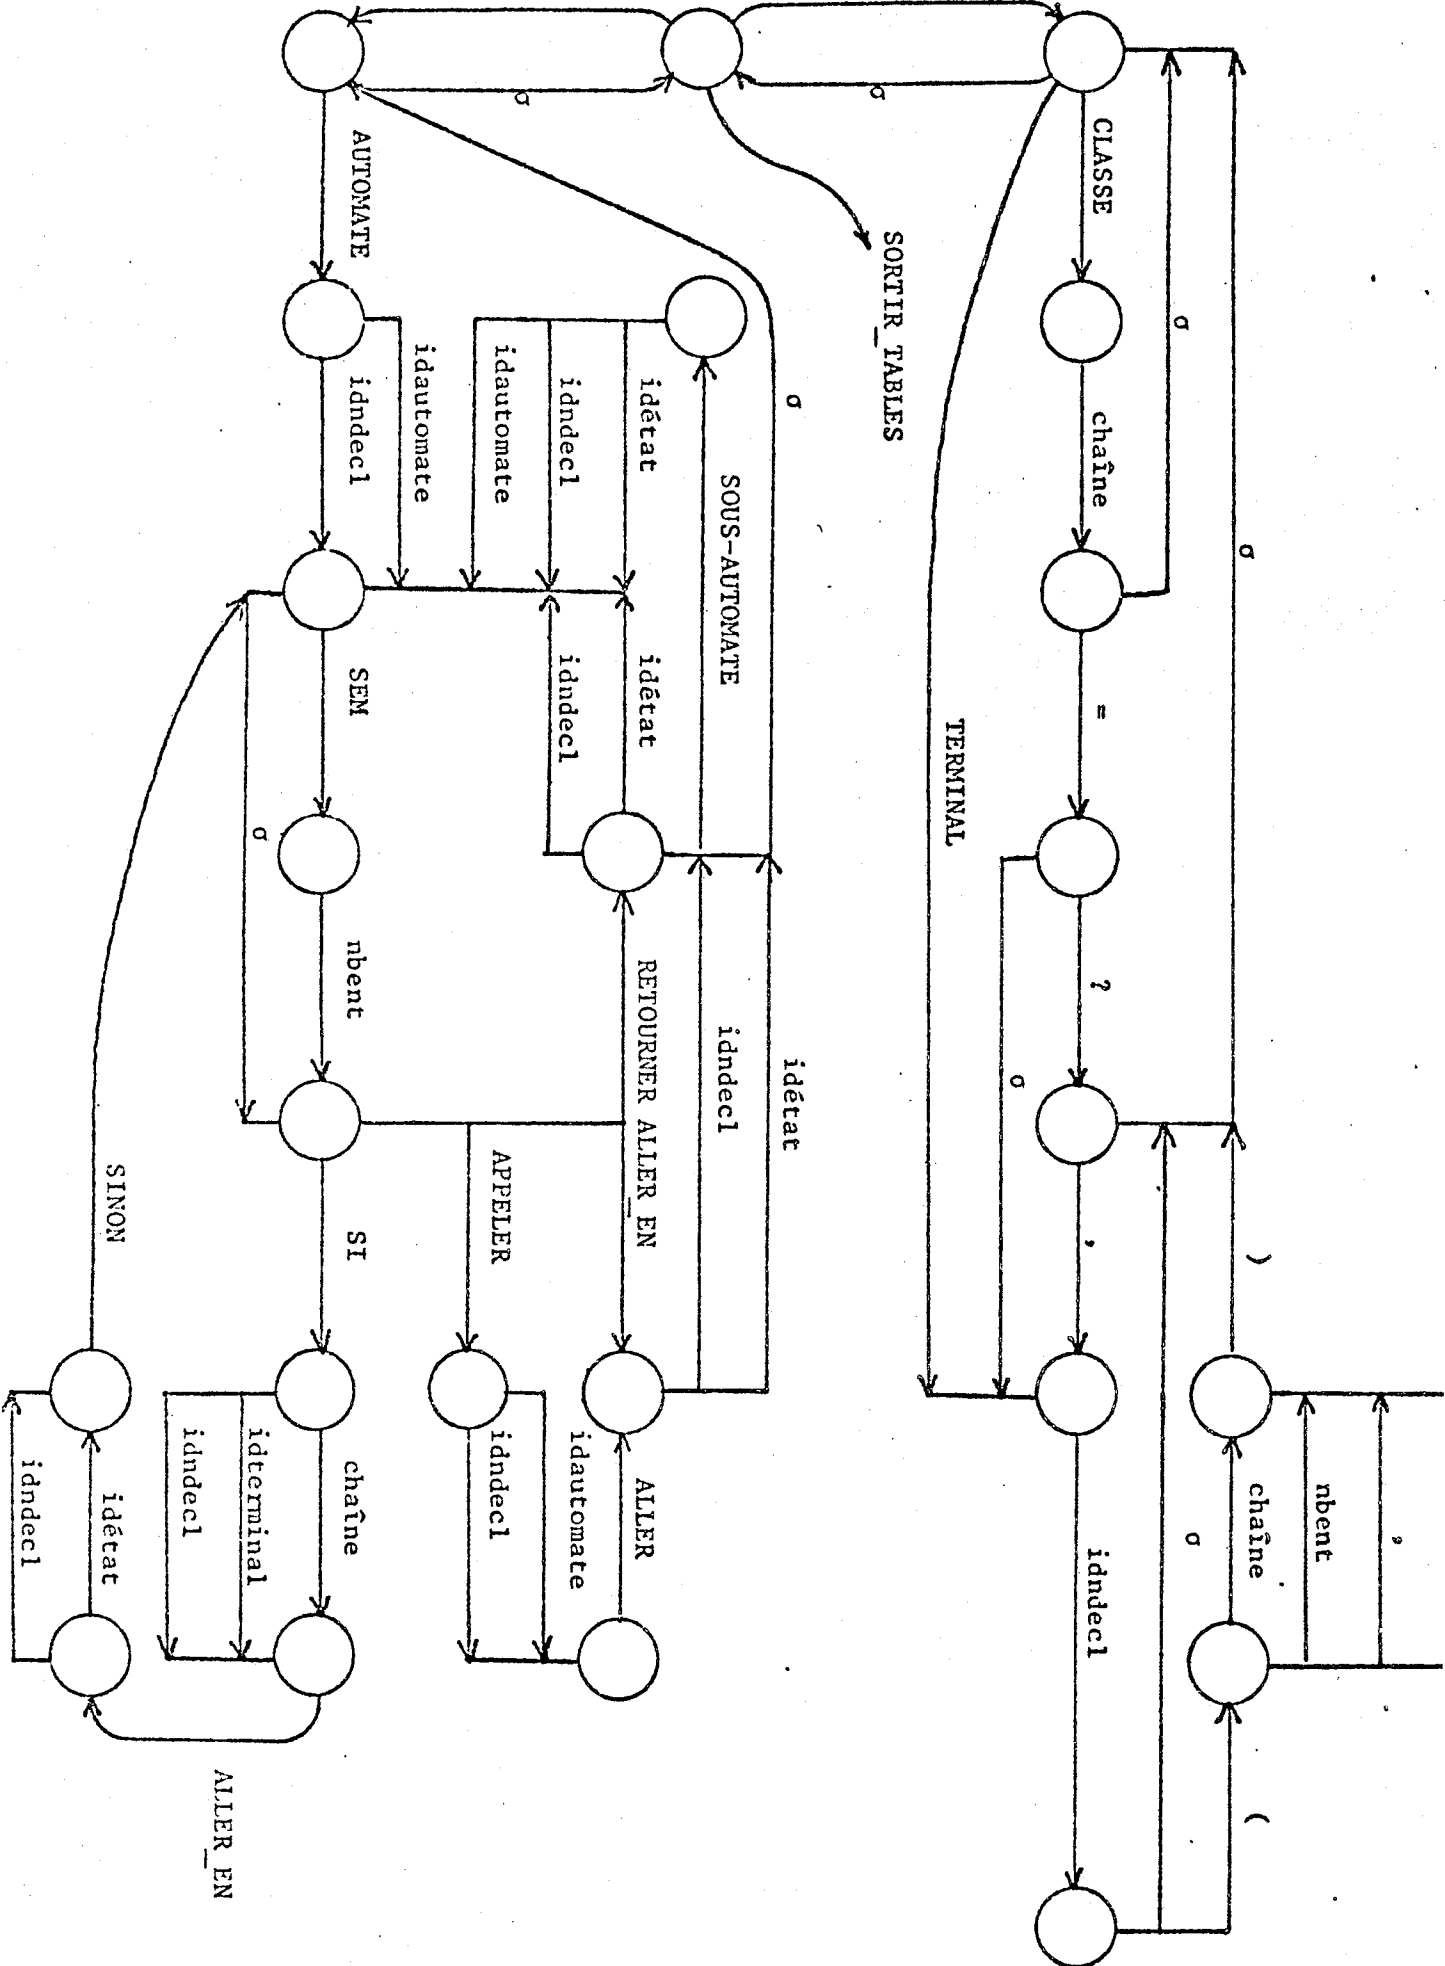 )
(
,
nbent
chaîne
σ
σ
σ
CLASSE
chaîne
=
?
,
idndecl
σ
TERMINAL
σ
SORTIR_TABLES
σ
σ
idétat
SOUS-AUTOMATE
idndecl
idétat
idétat
RETOURNER ALLER_EN
ALLER
idndecl
idndecl
idautomate
idautomate
APPELER
idautomate
idndecl
AUTOMATE
idndecl
SEM
nbent
SI
chaîne
σ
idterminal
idndecl
ALLER_EN
SINON
idétat
idndecl